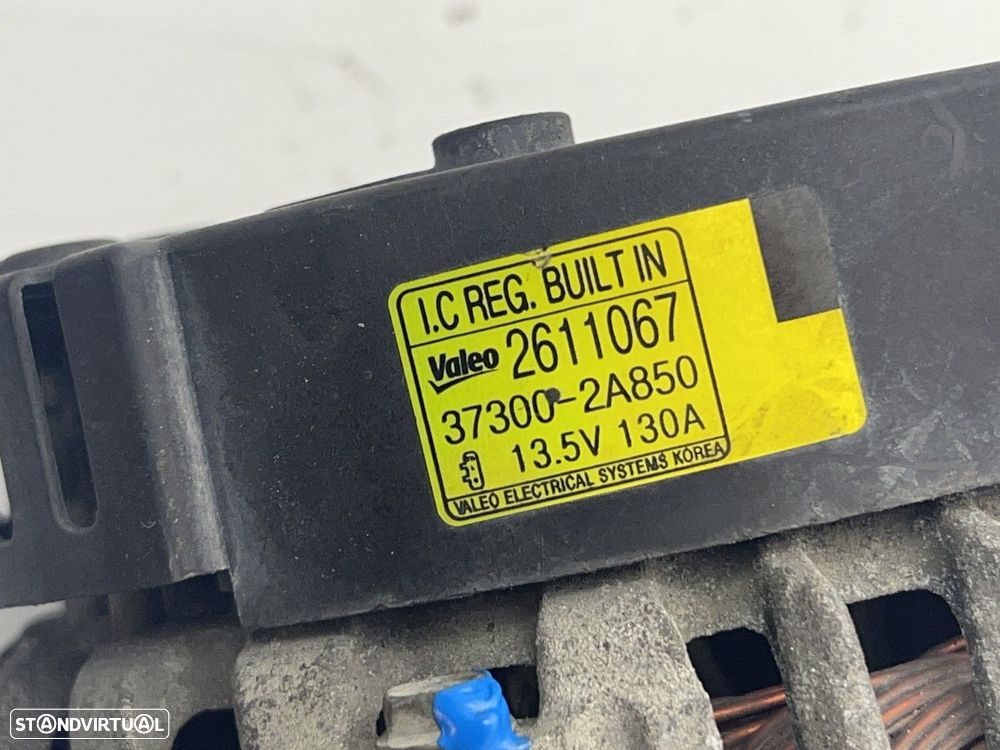 I.C REG. BUILT IN
Valeo 2611067
37300-2A850
13.5V 130A
VALEO ELECTRICAL SYSTEMS KOREA
STANDVIRTUAL